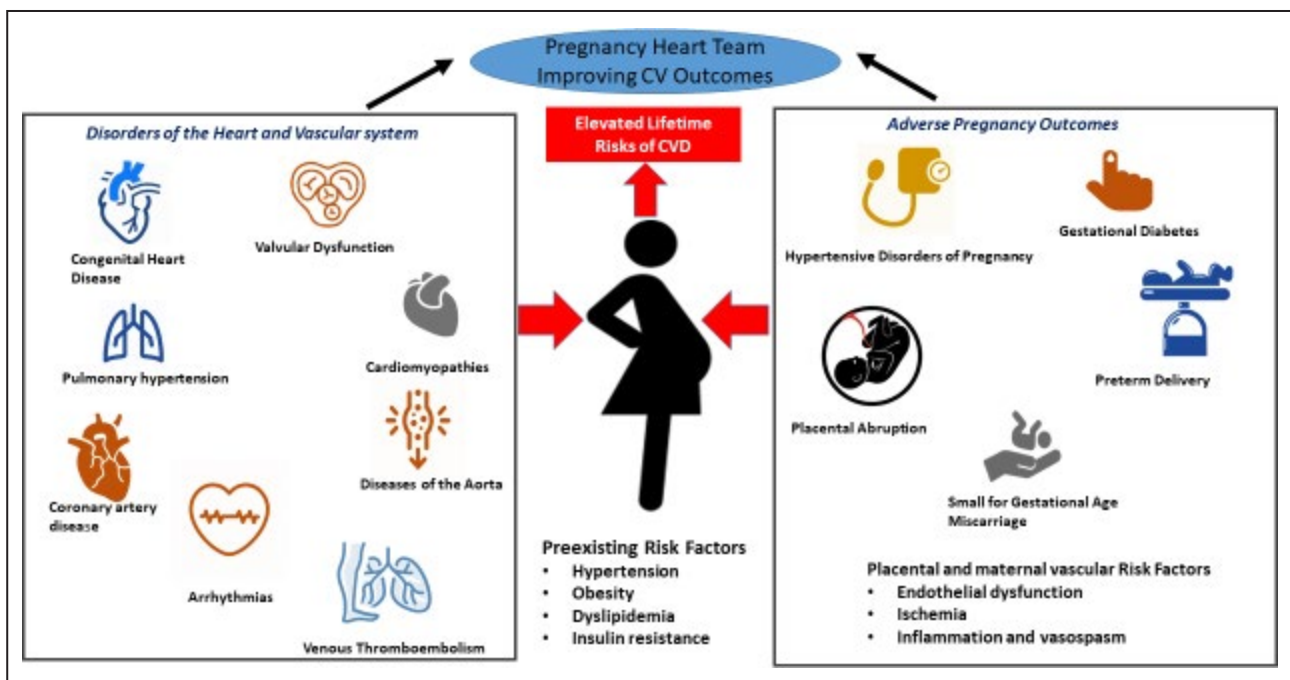 Pregnancy Heart Team
Improving CV Outcomes
Disorders of the Heart and Vascular system
Congenital Heart
Disease
Valvular Dysfunction
Pulmonary hypertension
Cardiomyopathies
Coronary artery
disease
Diseases of the Aorta
Arrhythmias
Venous Thromboembolism
Elevated Lifetime
Risks of CVD
Preexisting Risk Factors
• Hypertension
• Obesity
• Dyslipidemia
• Insulin resistance
Adverse Pregnancy Outcomes
Hypertensive Disorders of Pregnancy
Gestational Diabetes
Placental Abruption
Preterm Delivery
Small for Gestational Age
Miscarriage
Placental and maternal vascular Risk Factors
• Endothelial dysfunction
• Ischemia
• Inflammation and vasospasm